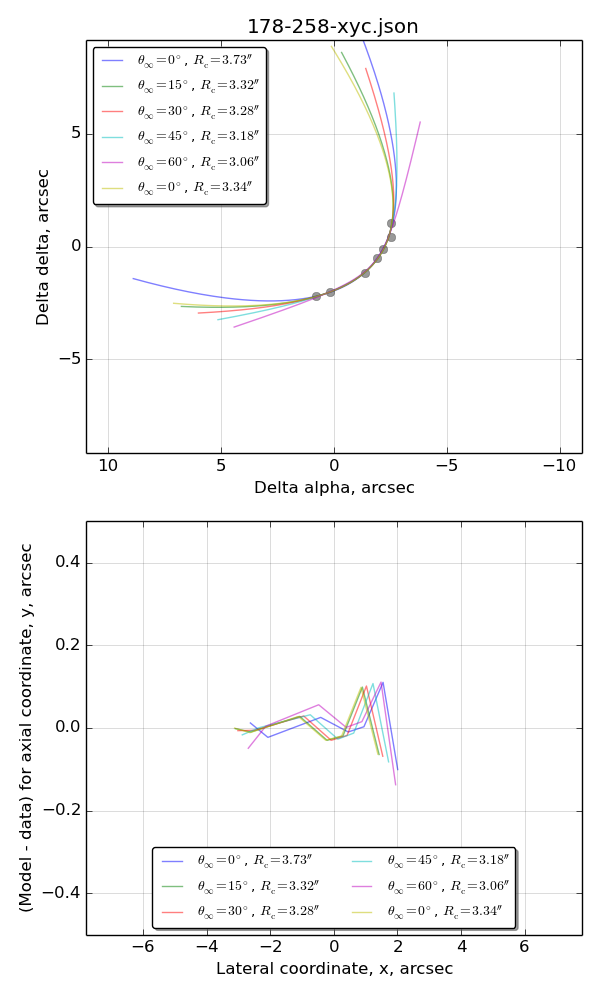 178-258-xyc.json
θ∞ = 0°, Rc = 3.73″
θ∞ = 15°, Rc = 3.32″
θ∞ = 30°, Rc = 3.28″
θ∞ = 45°, Rc = 3.18″
θ∞ = 60°, Rc = 3.06″
θ∞ = 0°, Rc = 3.34″
5
0
−5
Delta delta, arcsec
10 5 0 −5 −10
Delta alpha, arcsec
0.4
0.2
0.0
−0.2
−0.4
(Model - data) for axial coordinate, y, arcsec
θ∞ = 0°, Rc = 3.73″ θ∞ = 45°, Rc = 3.18″
θ∞ = 15°, Rc = 3.32″ θ∞ = 60°, Rc = 3.06″
θ∞ = 30°, Rc = 3.28″ θ∞ = 0°, Rc = 3.34″
−6 −4 −2 0 2 4 6
Lateral coordinate, x, arcsec